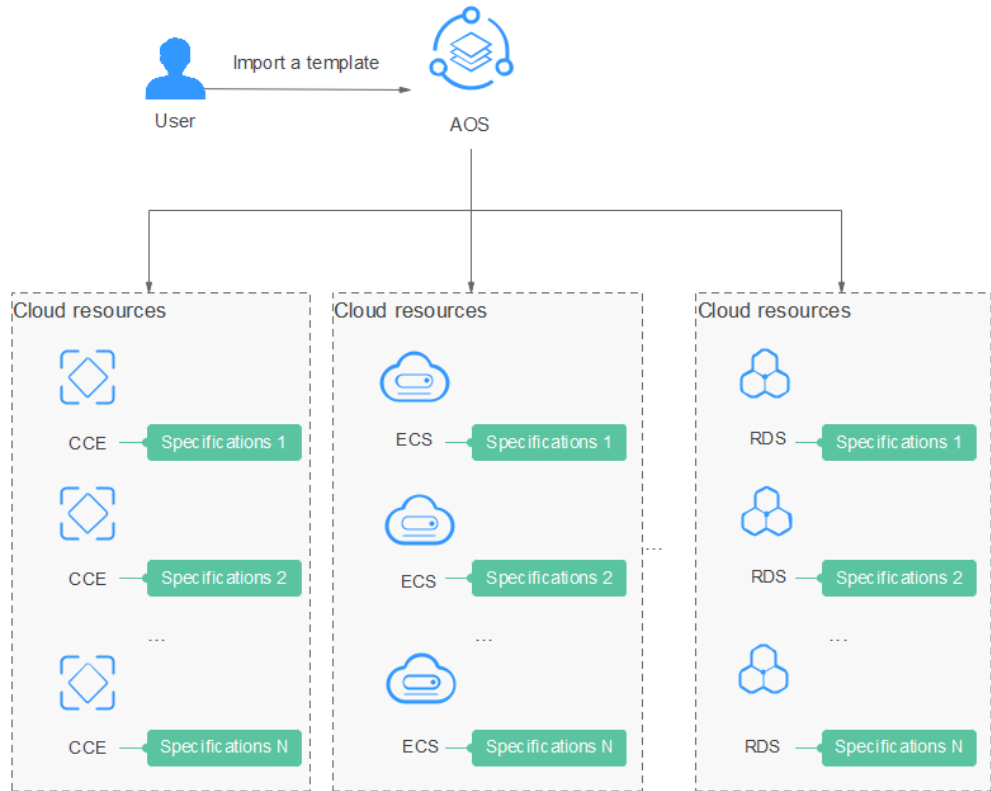 Import a template
User
AOS
Cloud resources
CCE
Specifications 1
CCE
Specifications 2
...
CCE
Specifications N
Cloud resources
ECS
Specifications 1
ECS
Specifications 2
...
ECS
Specifications N
...
Cloud resources
RDS
Specifications 1
RDS
Specifications 2
...
RDS
Specifications N